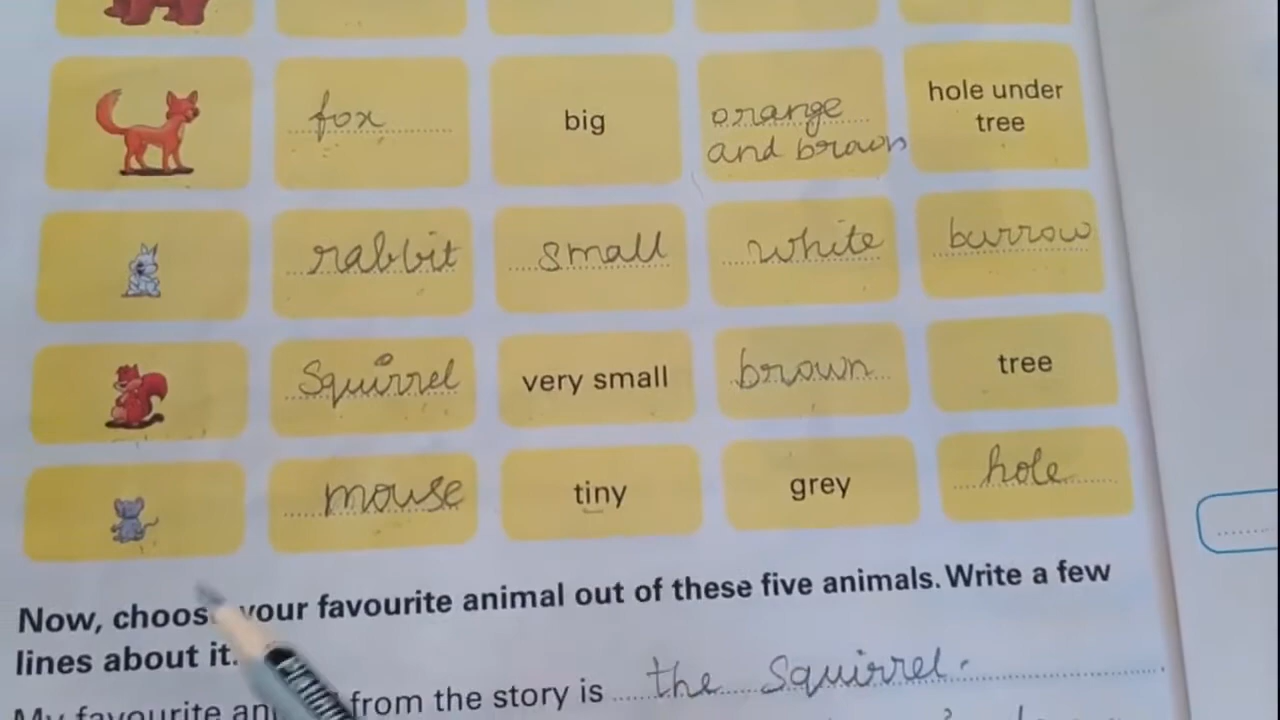 fox big orange and brown hole under tree
rabbit small white burrow
Squirrel very small brown tree
mouse tiny grey hole
Now, choose your favourite animal out of these five animals. Write a few
lines about it.
My favourite from the story is the Squirrel.